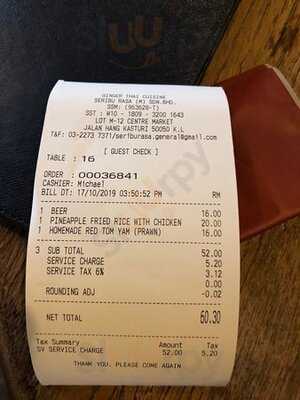 GINGER THAI CUISINE
SERIBU RASA (M) SDN.BHD.
SSM: (963628-T)
SST : W10 - 1809 - 3200 1643
LOT M-12 CENTRE MARKET
JALAN HANG KASTURI 50050 K.L
T&F: 03-2273 7371/seriburasa.general@gmail.com
[ GUEST CHECK ]
TABLE : 16
ORDER : 00036841
CASHIER: Michael
BILL DT: 17/10/2019 03:50:52 PM RM
1 BEER 16.00
1 PINEAPPLE FRIED RICE WITH CHICKEN 20.00
1 HOMEMADE RED TOM YAM (PRAWN) 16.00
3 SUB TOTAL 52.00
SERVICE CHARGE 5.20
SERVICE TAX 6% 3.12
0.00
ROUNDING ADJ -0.02
NET TOTAL 60.30
Tax Summary Amount Tax
SV SERVICE CHARGE 52.00 5.20
THANK YOU, PLEASE COME AGAIN